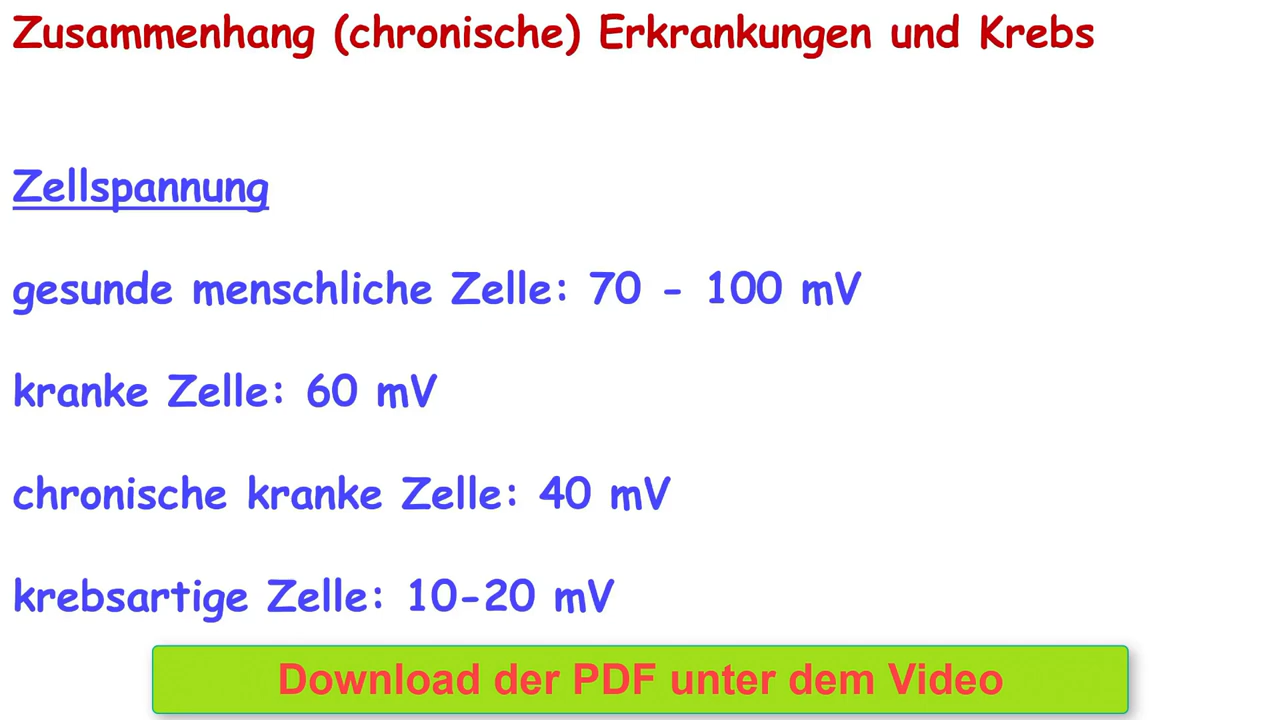 Zusammenhang (chronische) Erkrankungen und Krebs
Zellspannung
gesunde menschliche Zelle: 70 - 100 mV
kranke Zelle: 60 mV
chronische kranke Zelle: 40 mV
krebsartige Zelle: 10-20 mV
Download der PDF unter dem Video